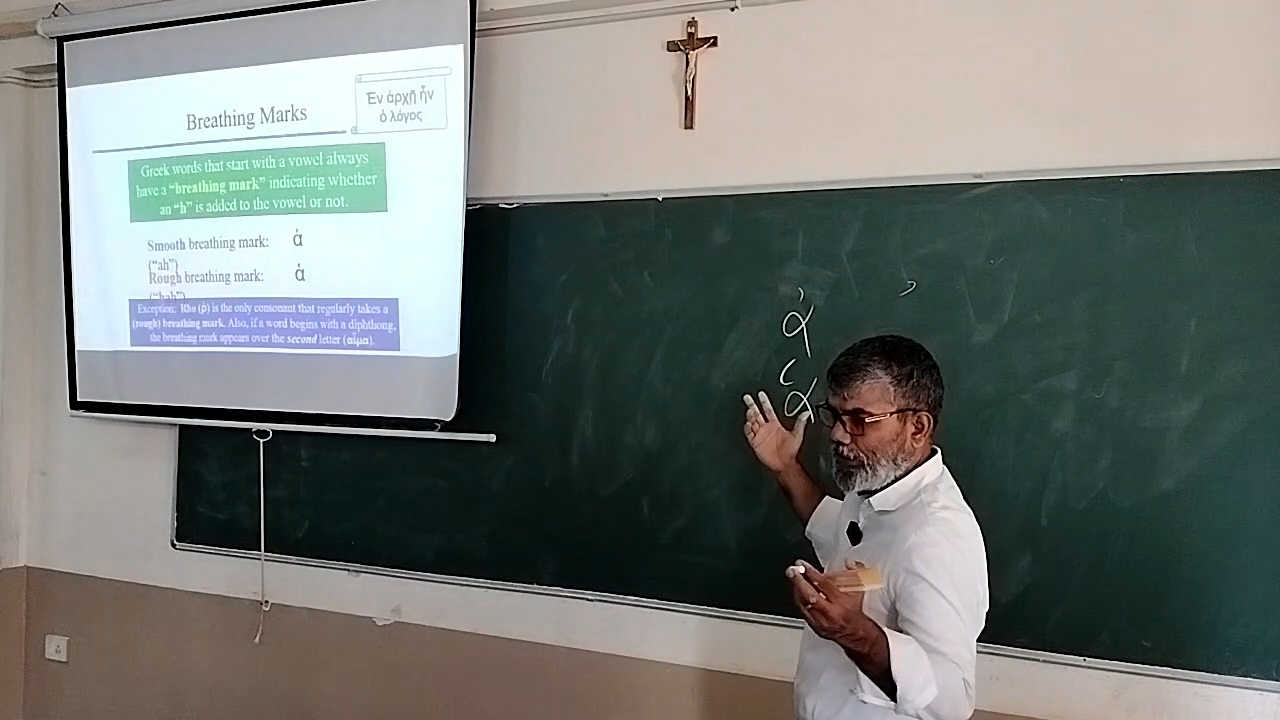 Breathing Marks
Ἐν ἀρχῇ ἦν
ὁ λόγος
Greek words that start with a vowel always
have a “breathing mark” indicating whether
an “h” is added to the vowel or not.
Smooth breathing mark: ἀ
(“ah”)
Rough breathing mark: ἁ
(“hah”)
Exception: Rho (ῥ) is the only consonant that regularly takes a
(rough) breathing mark. Also, if a word begins with a diphthong,
the breathing mark appears over the second letter (αἷμα).
ἀ
ἁ